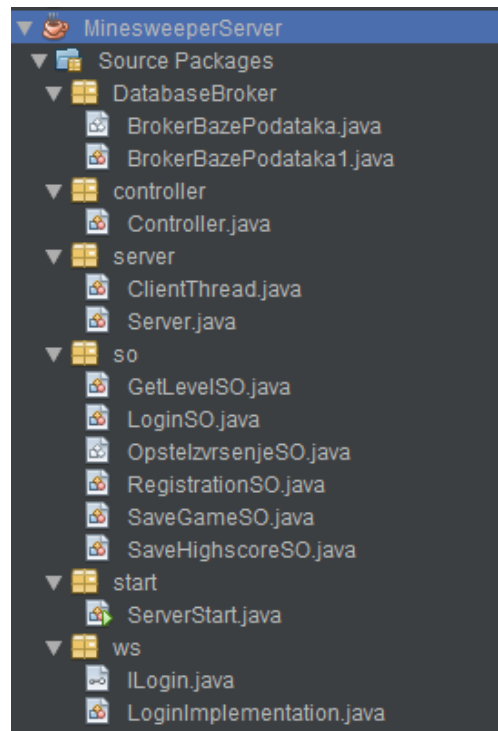 MinesweeperServer
Source Packages
DatabaseBroker
BrokerBazePodataka.java
BrokerBazePodataka1.java
controller
Controller.java
server
ClientThread.java
Server.java
so
GetLevelSO.java
LoginSO.java
OpsteIzvrsenjeSO.java
RegistrationSO.java
SaveGameSO.java
SaveHighscoreSO.java
start
ServerStart.java
ws
ILogin.java
LoginImplementation.java